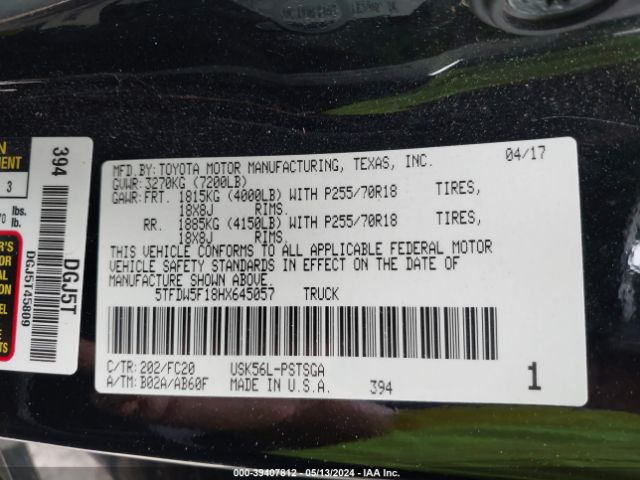 MFD.BY:TOYOTA MOTOR MANUFACTURING, TEXAS, INC. 04/17
GVWR:3270KG (7200LB)
GAWR:FRT. 1815KG (4000LB) WITH P255/70R18 TIRES,
18X8J RIMS.
RR. 1885KG (4150LB) WITH P255/70R18 TIRES,
18X8J RIMS.
THIS VEHICLE CONFORMS TO ALL APPLICABLE FEDERAL MOTOR
VEHICLE SAFETY STANDARDS IN EFFECT ON THE DATE OF
MANUFACTURE SHOWN ABOVE.
5TFDW5F18HX645057 TRUCK
C/TR:202/FC20 USK56L-PSTSGA
A/TM:B02A/AB60F MADE IN U.S.A. 394 1
394
DGJ5T
DGJ5T45809
3
lbs.
lb.
000-39407812 - 05/13/2024 - IAA Inc.